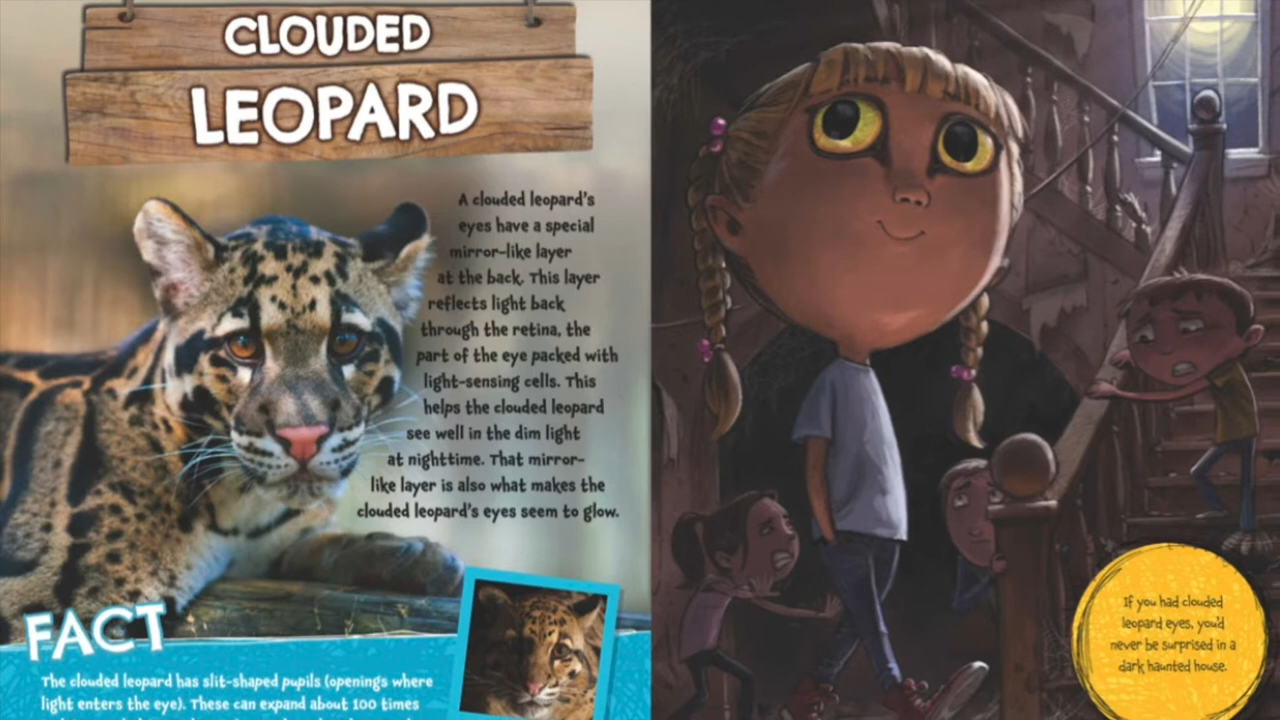 CLOUDED
LEOPARD
A clouded leopard's
eyes have a special
mirror-like layer
at the back. This layer
reflects light back
through the retina, the
part of the eye packed with
light-sensing cells. This
helps the clouded leopard
see well in the dim light
at nighttime. That mirror-
like layer is also what makes the
clouded leopard's eyes seem to glow.
FACT
The clouded leopard has slit-shaped pupils (openings where
light enters the eye). These can expand about 100 times
If you had clouded
leopard eyes, you'd
never be surprised in a
dark haunted house.